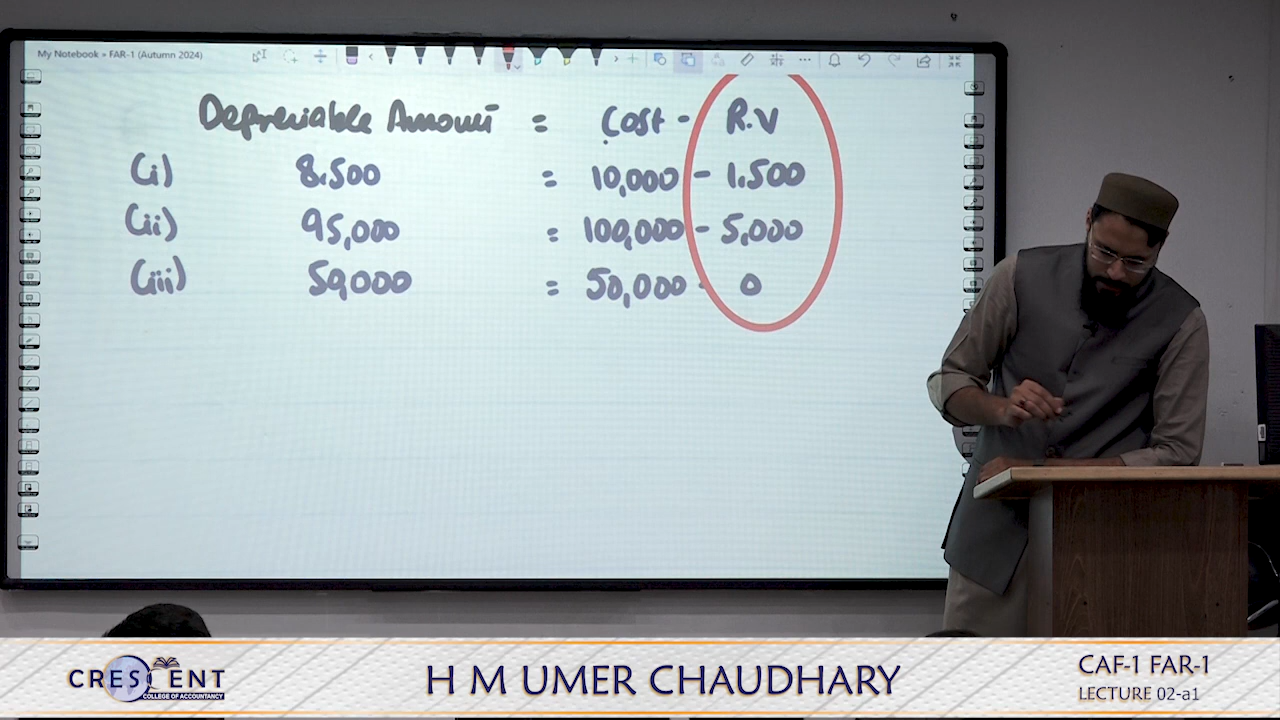 My Notebook » FAR-1 (Autumn 2024)
Depreciable Amount = Cost - R.V
(i) 8,500 = 10,000 - 1,500
(ii) 95,000 = 100,000 - 5,000
(iii) 50,000 = 50,000 - 0
CRESCENT
COLLEGE OF ACCOUNTANCY
H M UMER CHAUDHARY
CAF-1 FAR-1
LECTURE 02-a1